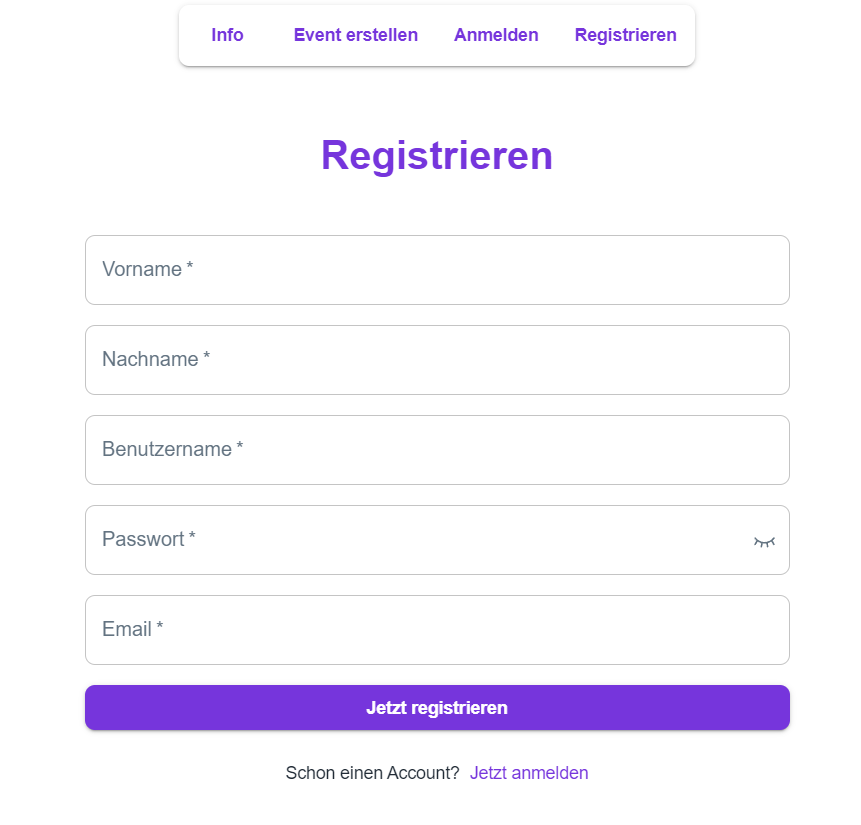 Info Event erstellen Anmelden Registrieren
Registrieren
Vorname *
Nachname *
Benutzername *
Passwort *
Email *
Jetzt registrieren
Schon einen Account? Jetzt anmelden